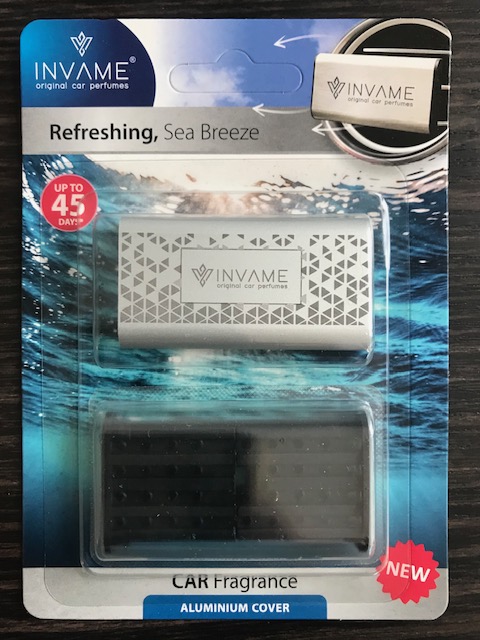 INVAME®
original car perfumes
INVAME
original car perfumes
Refreshing, Sea Breeze
UP TO
45
DAYS*
INVAME
original car perfumes
CAR Fragrance
NEW
ALUMINIUM COVER